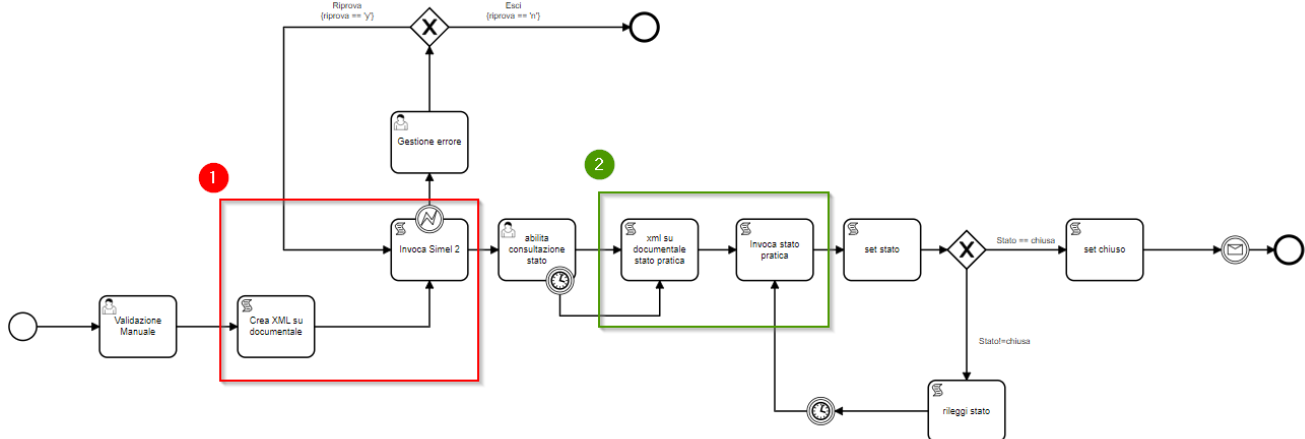 Riprova
{riprova == 'y'}
Esci
{riprova == 'n'}
Gestione errore
1
2
Invoca Simel 2
abilita
consultazione
stato
xml su
documentale
stato pratica
Invoca stato
pratica
set stato
Stato == chiusa
set chiuso
Validazione
Manuale
Crea XML su
documentale
Stato!=chiusa
rileggi stato